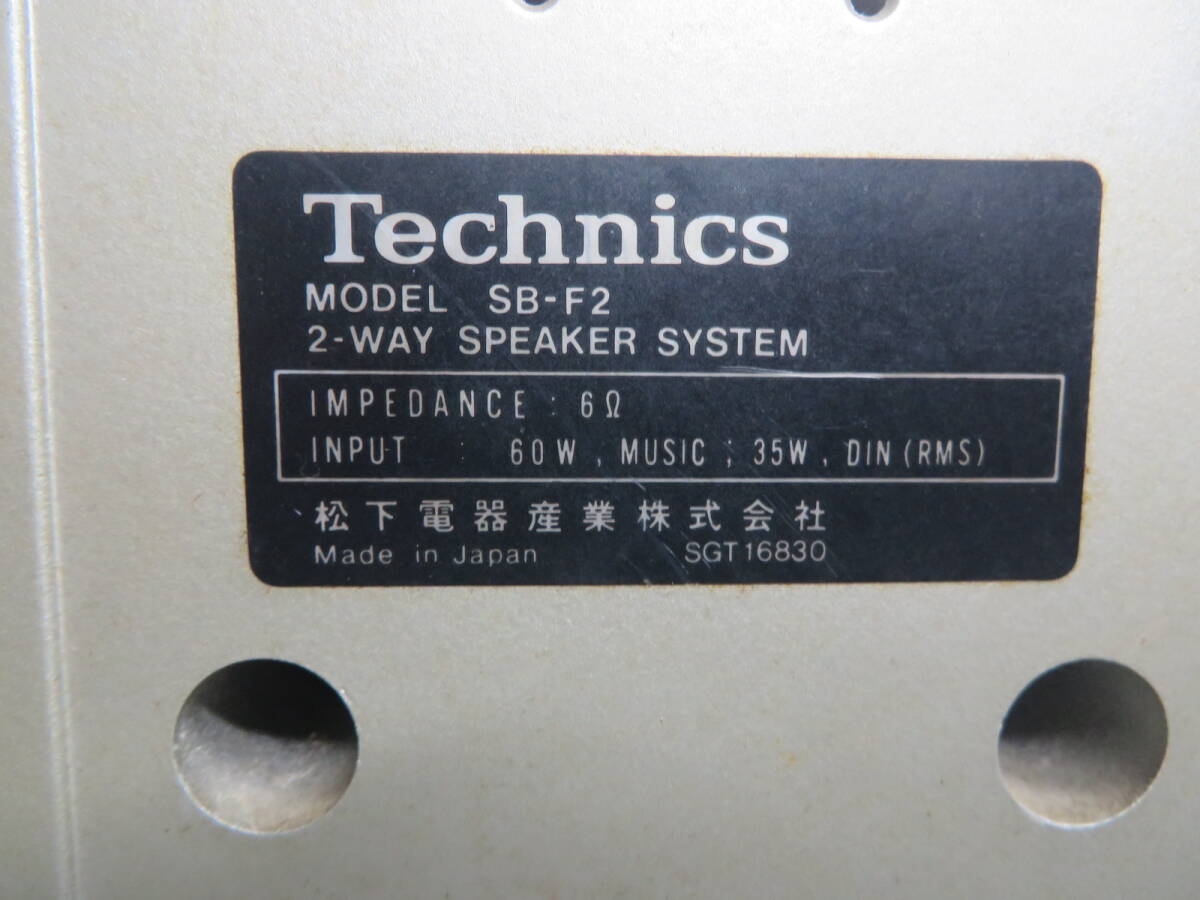 Technics
MODEL SB-F2
2-WAY SPEAKER SYSTEM
IMPEDANCE : 6Ω
INPUT : 60W , MUSIC ; 35W , DIN (RMS)
松下電器産業株式会社
Made in Japan SGT16830